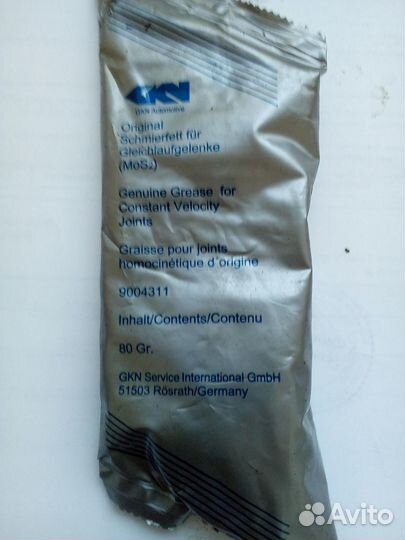 GKN
GKN Automotive
Original
Schmierfett für
Gleichlaufgelenke
(MoS₂)
Genuine Grease for
Constant Velocity
Joints
Graisse pour joints
homocinétique d'origine
9004311
Inhalt/Contents/Contenu
80 Gr.
GKN Service International GmbH
51503 Rösrath/Germany
Avito